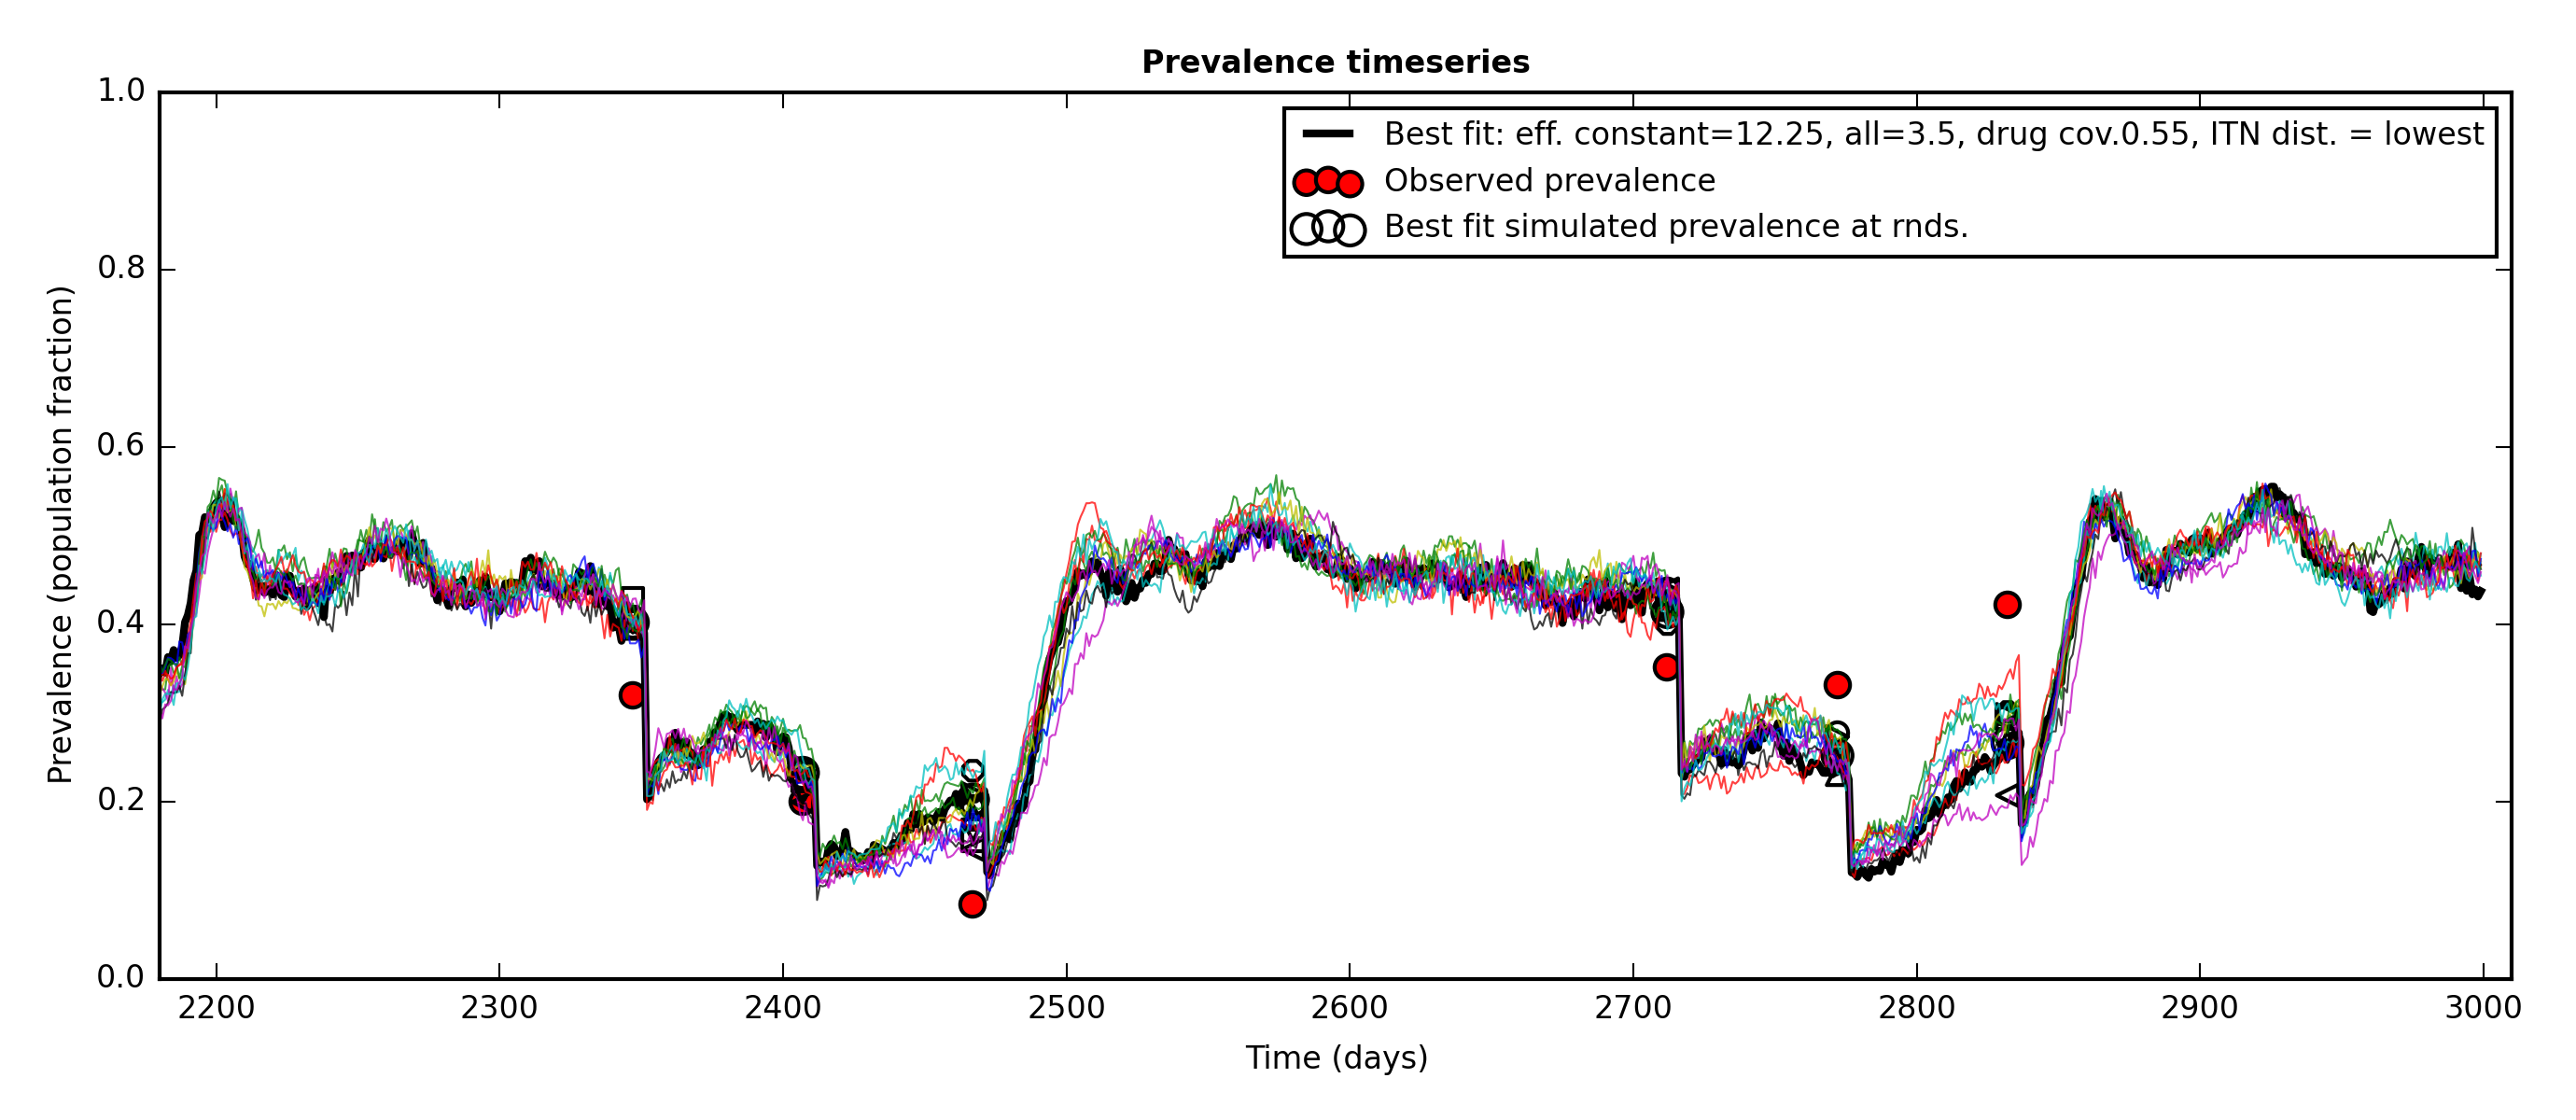 Prevalence timeseries
1.0
0.8
0.6
0.4
0.2
0.0
Prevalence (population fraction)
Best fit: eff. constant=12.25, all=3.5, drug cov.0.55, ITN dist. = lowest
Observed prevalence
Best fit simulated prevalence at rnds.
2200 2300 2400 2500 2600 2700 2800 2900 3000
Time (days)